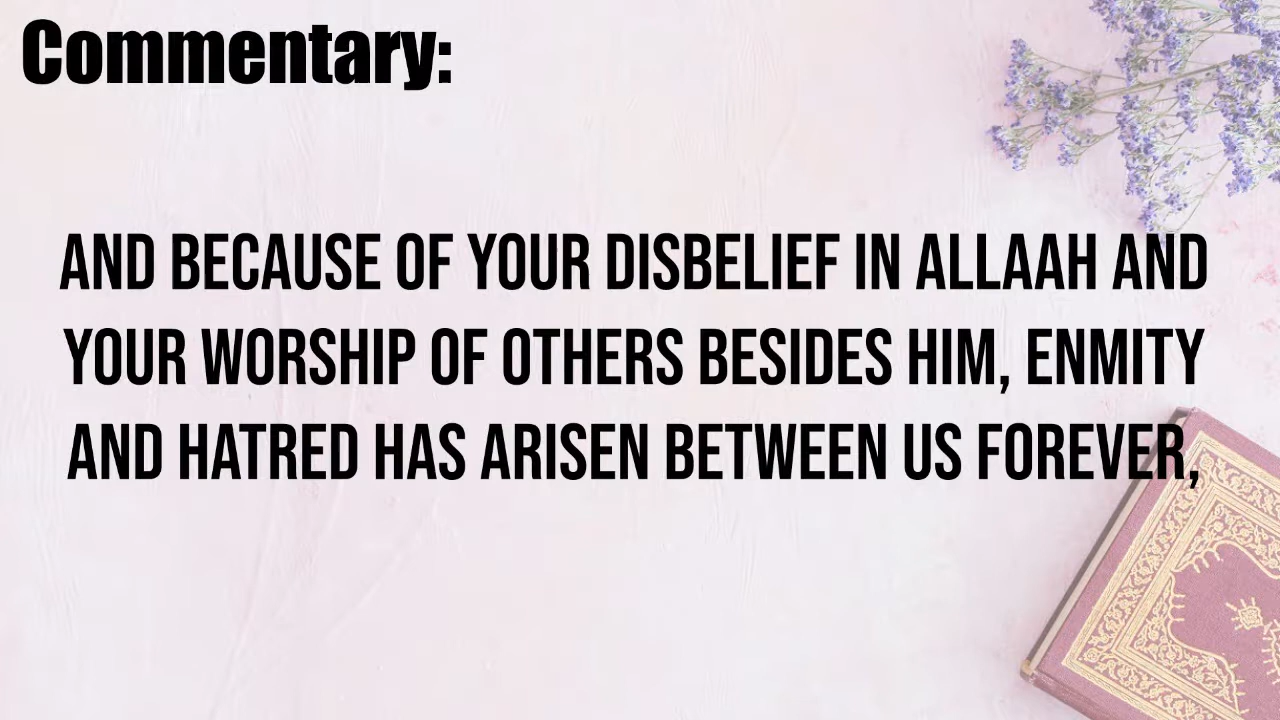 Commentary:
AND BECAUSE OF YOUR DISBELIEF IN ALLAAH AND
YOUR WORSHIP OF OTHERS BESIDES HIM, ENMITY
AND HATRED HAS ARISEN BETWEEN US FOREVER,